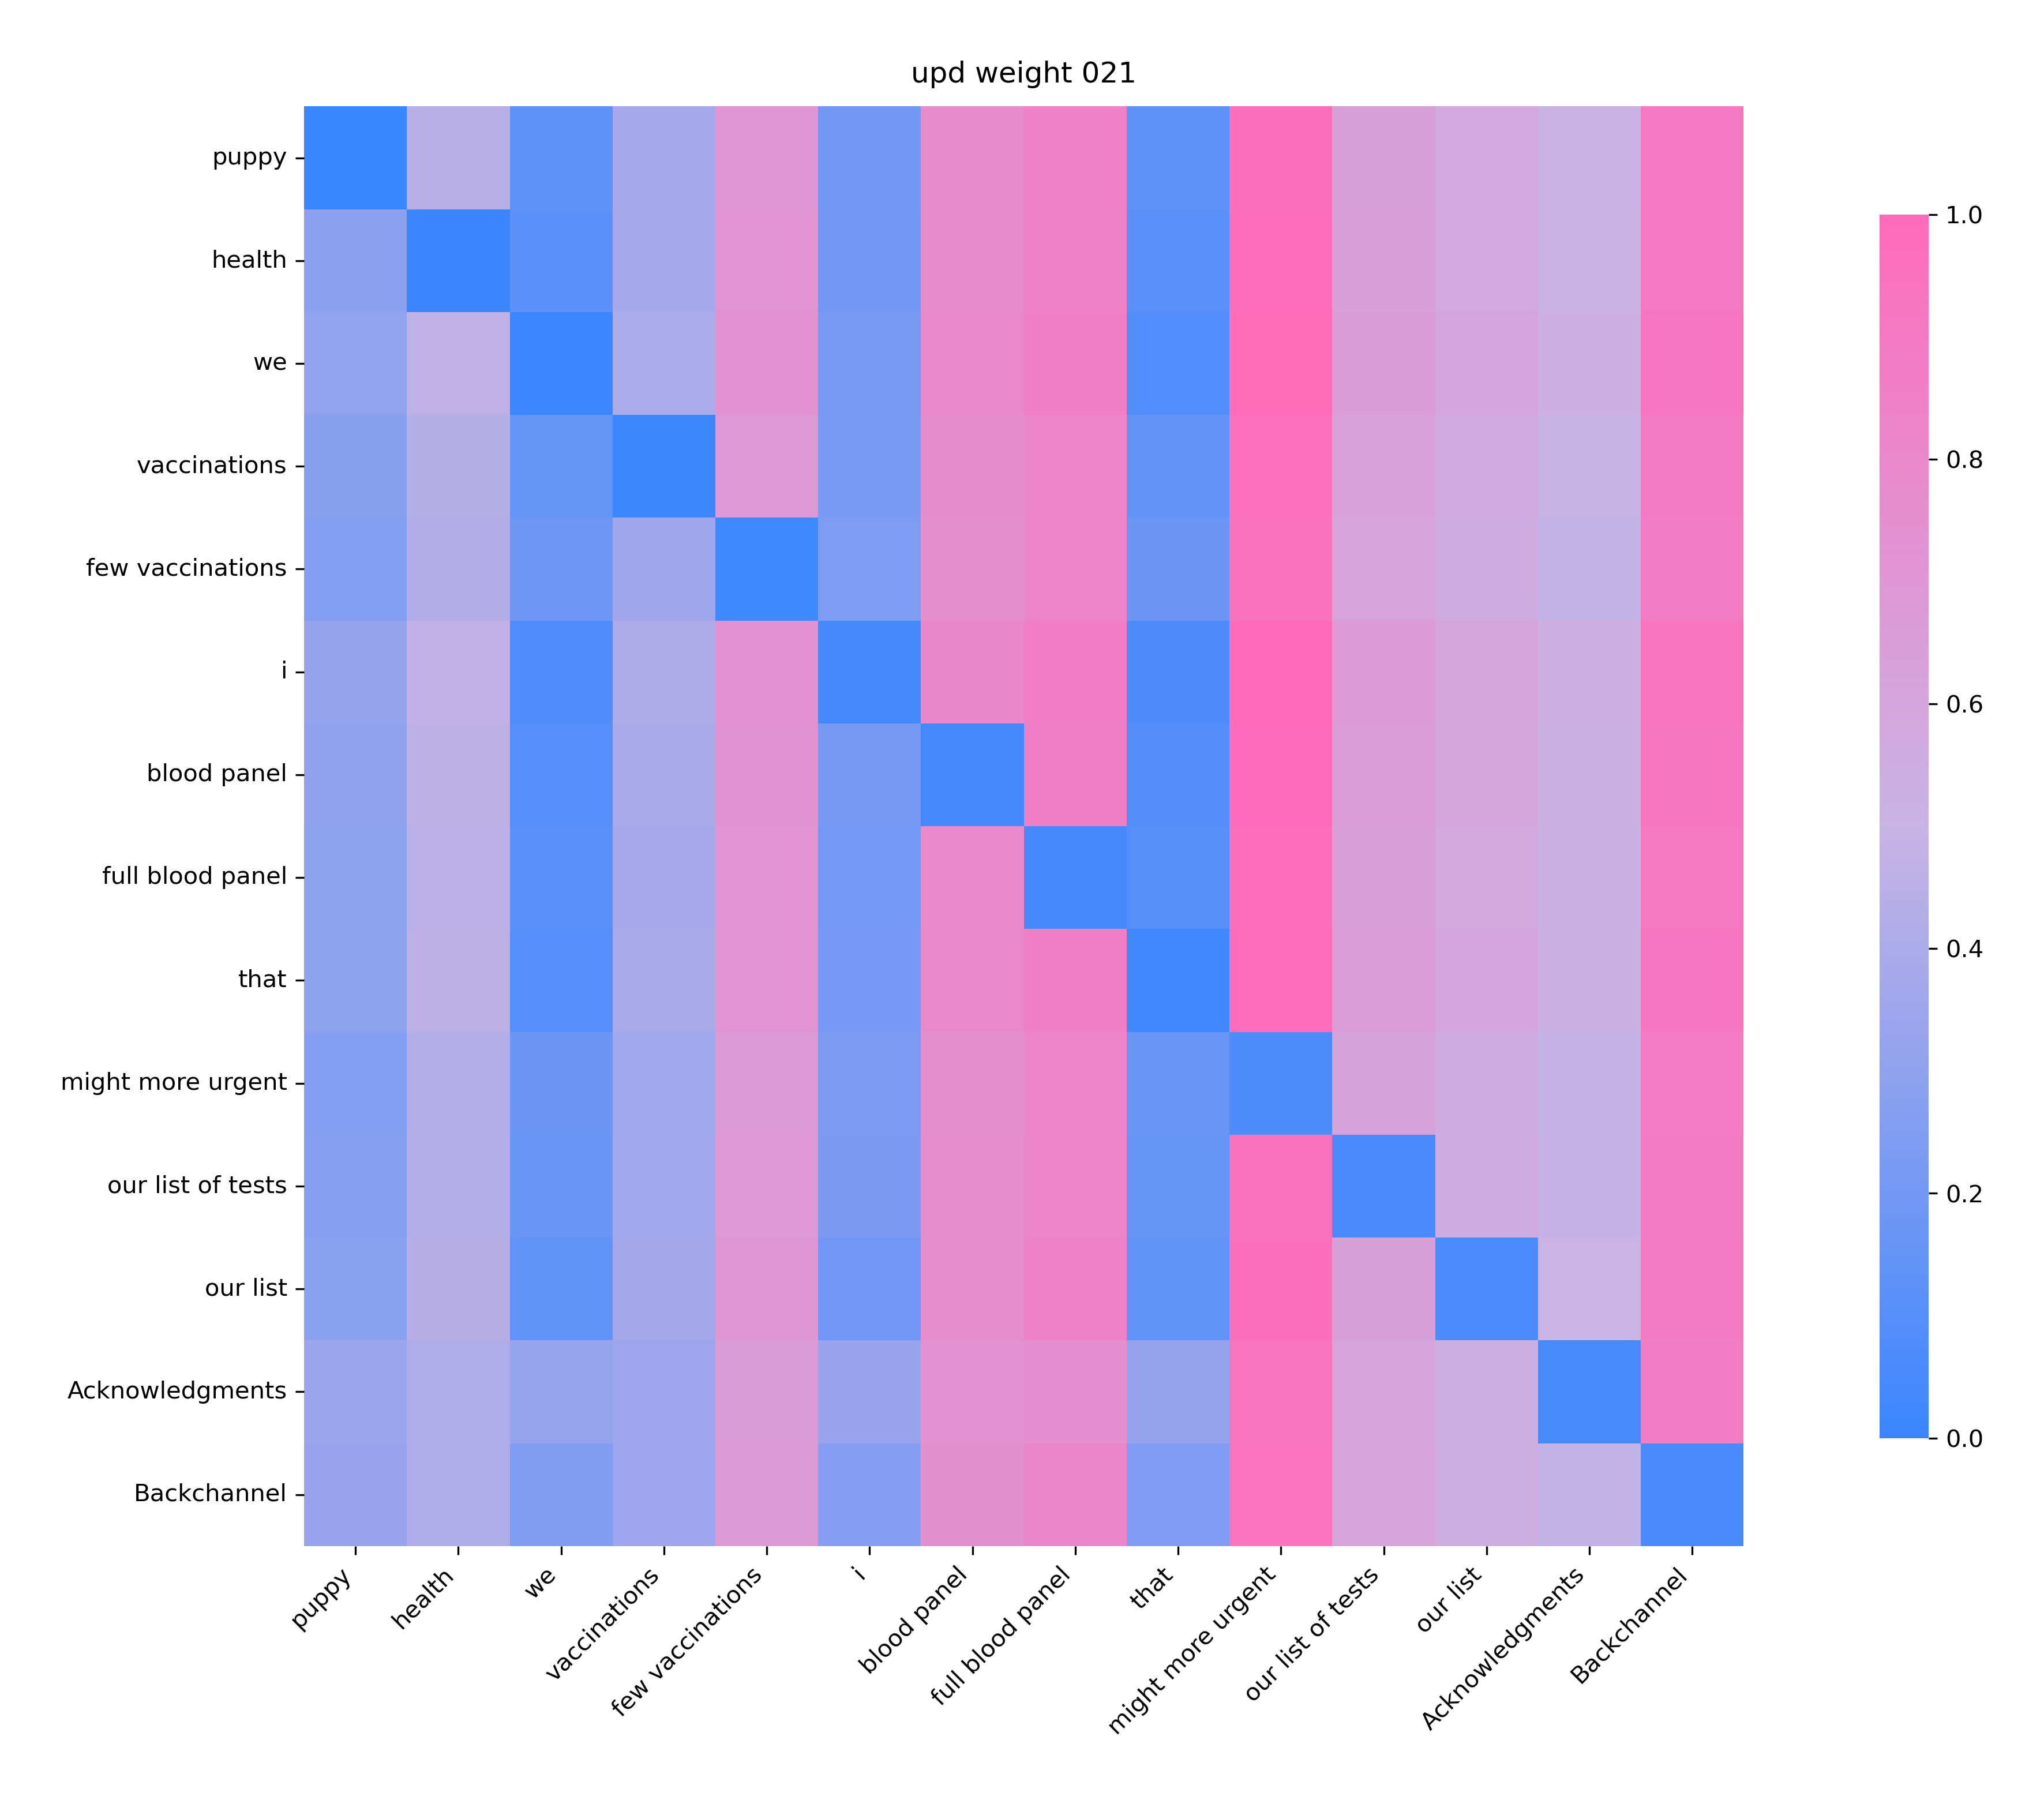 upd weight 021
puppy
health
we
vaccinations
few vaccinations
i
blood panel
full blood panel
that
might more urgent
our list of tests
our list
Acknowledgments
Backchannel
puppy
health
we
vaccinations
few vaccinations
i
blood panel
full blood panel
that
might more urgent
our list of tests
our list
Acknowledgments
Backchannel
1.0
0.8
0.6
0.4
0.2
0.0